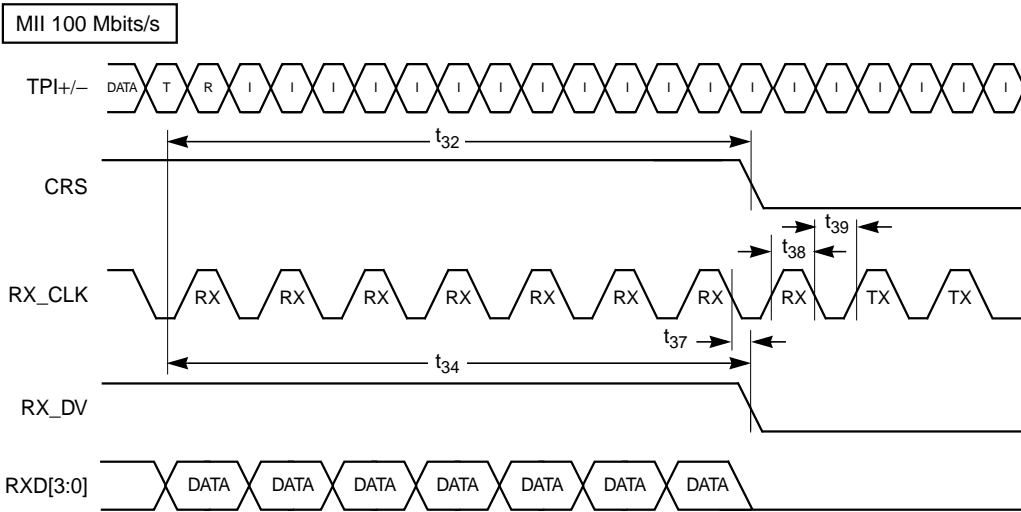 MII 100 Mbits/s
TPI+/– DATA T R I I I I I I I I I I I I I I I I I I I
t32
CRS
t39
t38
RX_CLK RX RX RX RX RX RX RX RX TX TX
t37
t34
RX_DV
RXD[3:0] DATA DATA DATA DATA DATA DATA DATA